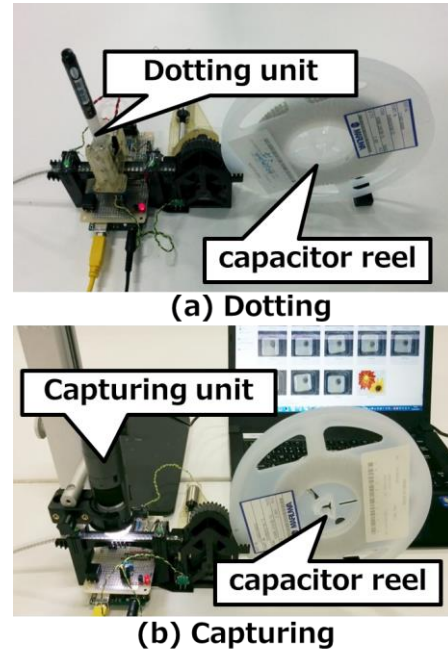 Dotting unit
capacitor reel
(a) Dotting
Capturing unit
capacitor reel
(b) Capturing